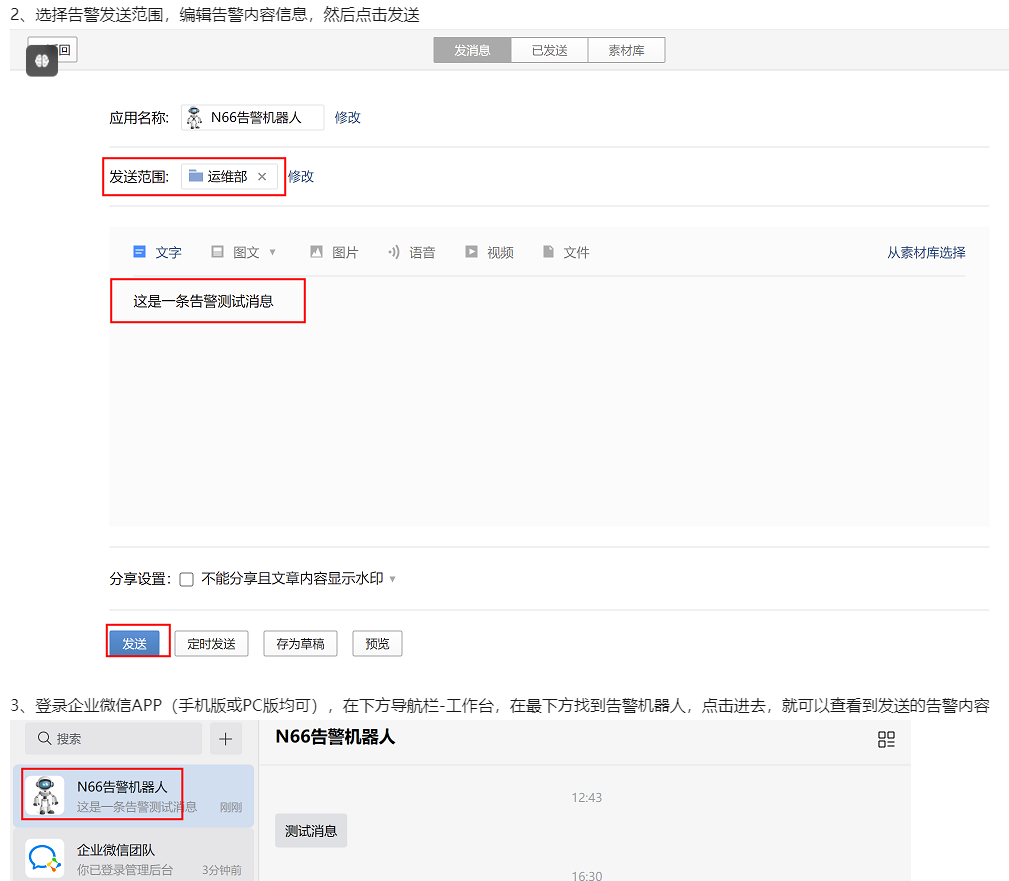 2、选择告警发送范围，编辑告警内容信息，然后点击发送
回
发消息 已发送 素材库
应用名称: N66告警机器人 修改
发送范围: 运维部 × 修改
文字 图文 ▼ 图片 语音 视频 文件 从素材库选择
这是一条告警测试消息
分享设置: 不能分享且文章内容显示水印 ▼
发送 定时发送 存为草稿 预览
3、登录企业微信APP（手机版或PC版均可），在下方导航栏-工作台，在最下方找到告警机器人，点击进去，就可以查看到发送的告警内容
搜索 +
N66告警机器人
N66告警机器人
这是一条告警测试消息 刚刚
12:43
测试消息
企业微信团队
你已登录管理后台 3分钟前
16:30